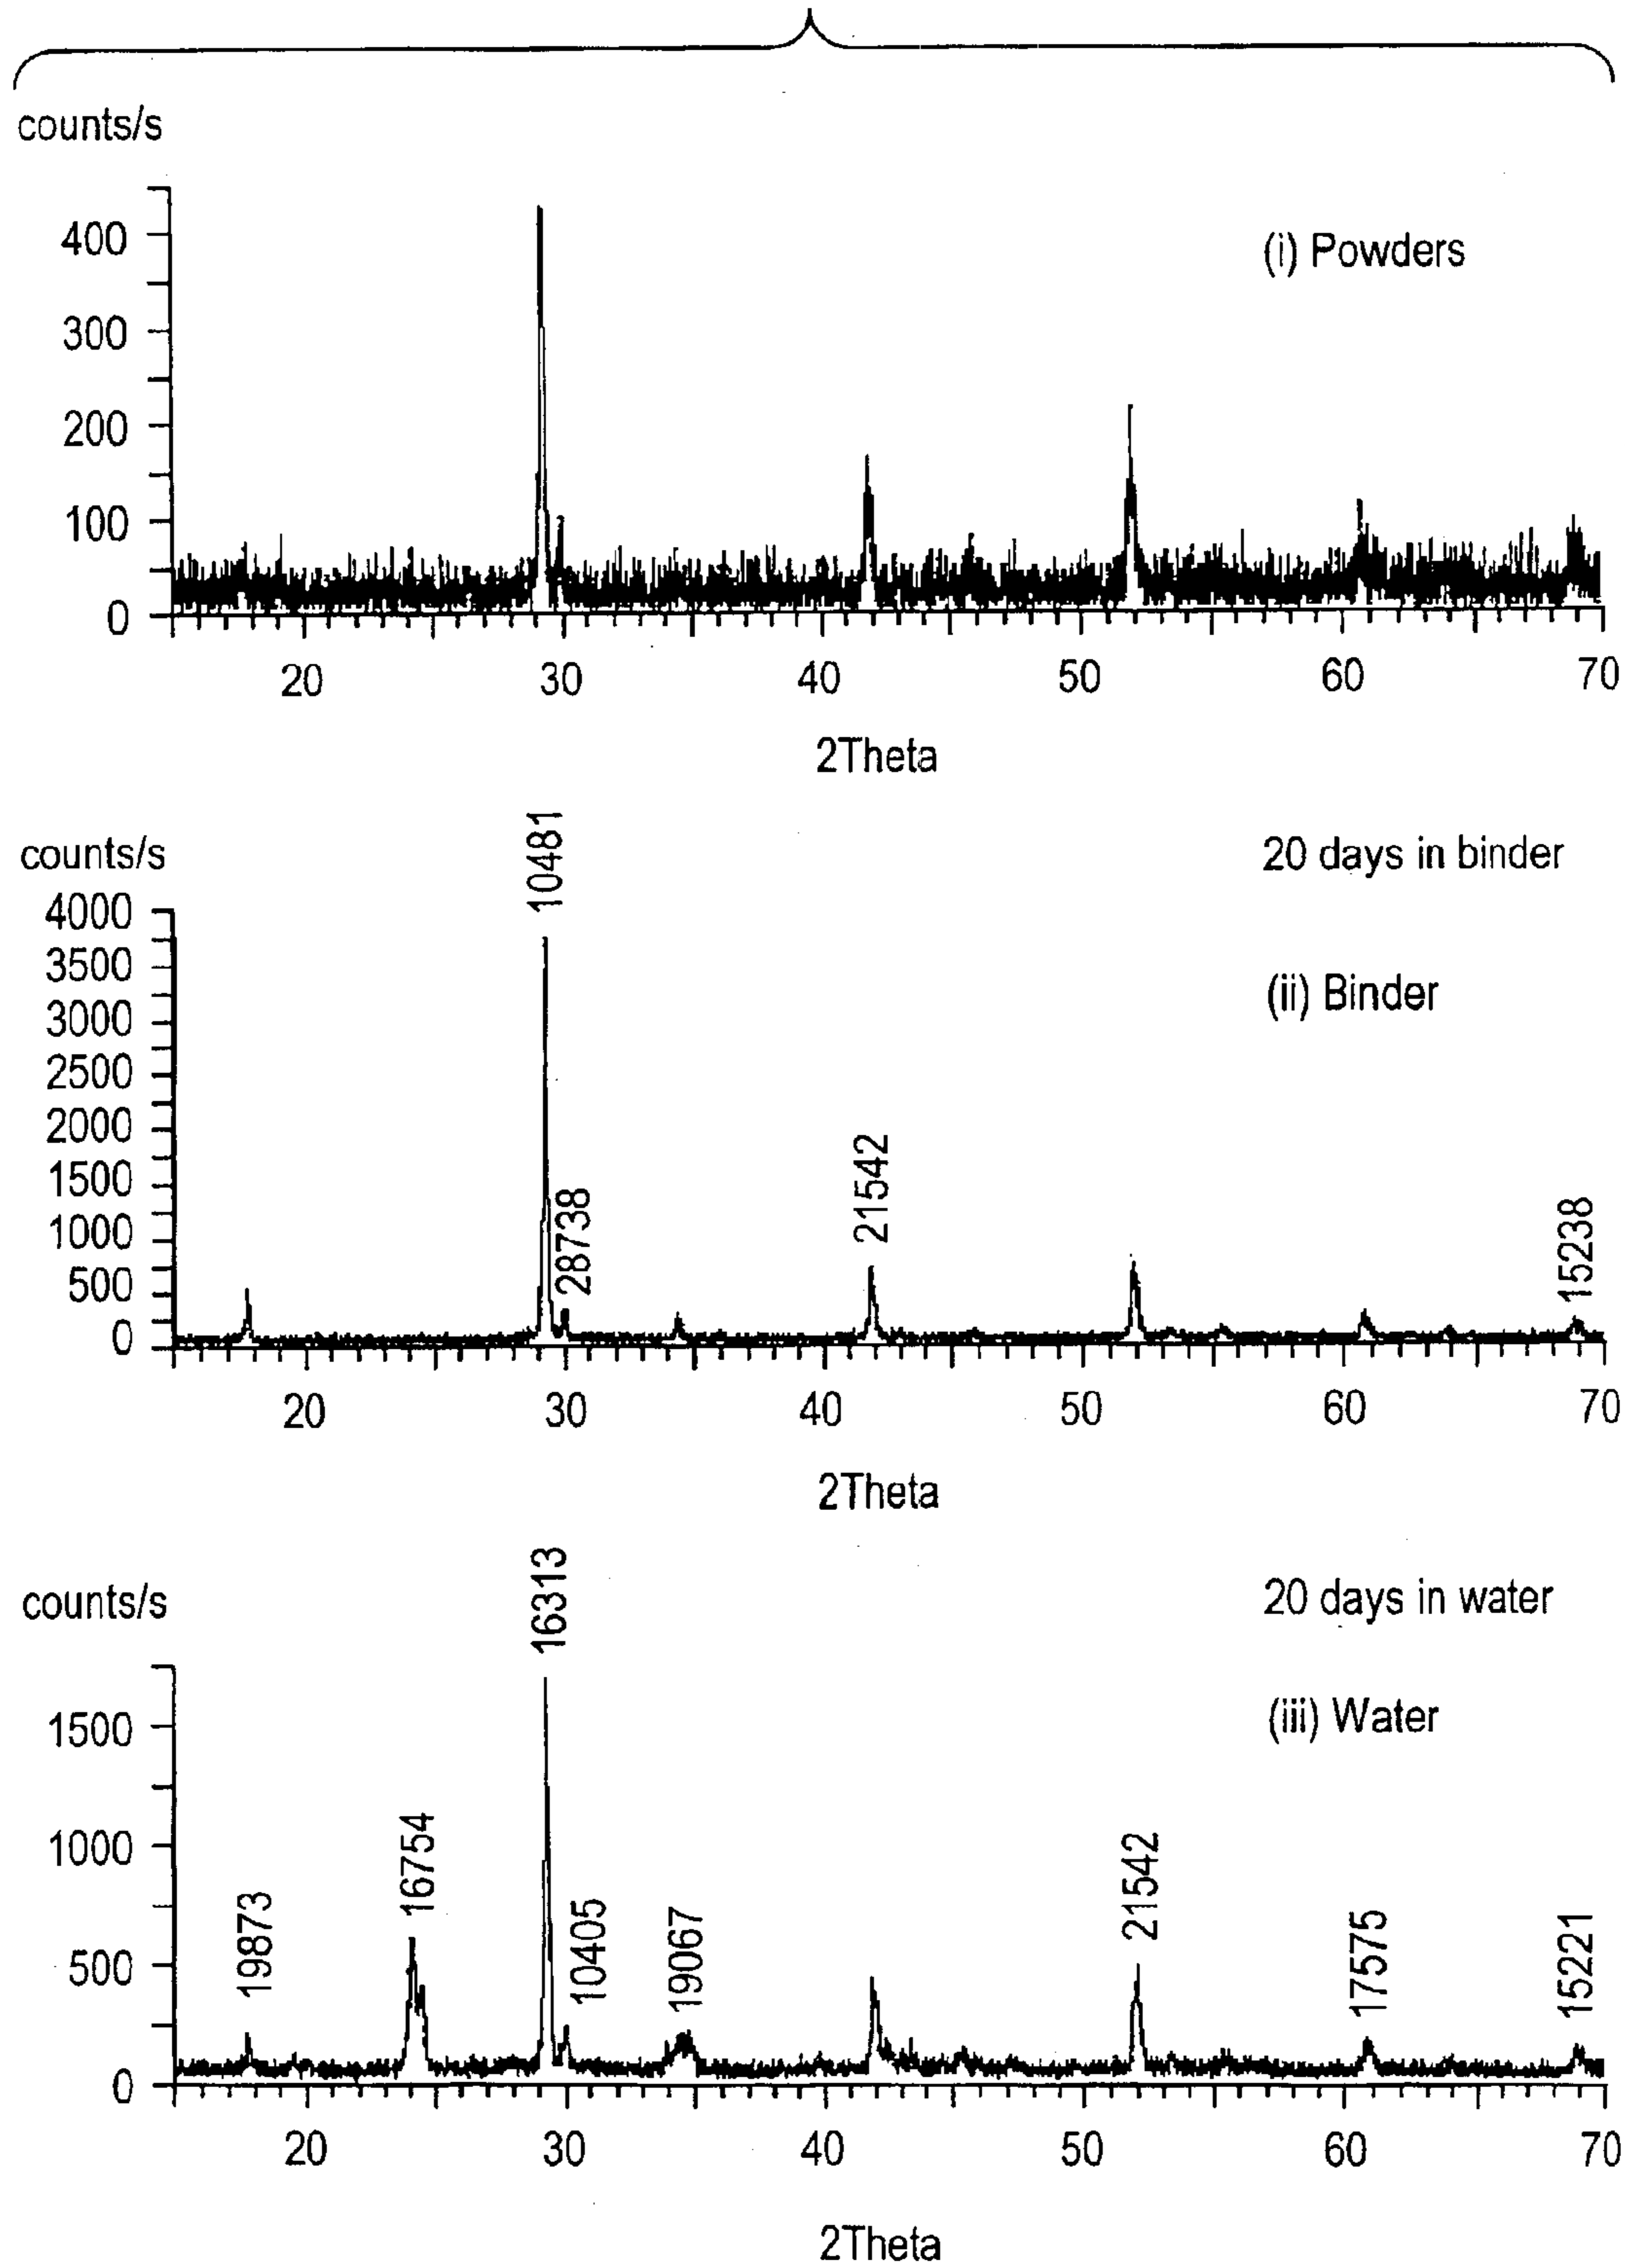 counts/s
400
300
200
100
0
(i) Powders
20 30 40 50 60 70
2Theta
counts/s
20 days in binder
4000
3500
3000
2500
2000
1500
1000
500
0
(ii) Binder
10481
28738
21542
15238
20 30 40 50 60 70
2Theta
counts/s
20 days in water
1500
1000
500
0
(iii) Water
19873
16754
16313
10405
19067
21542
17575
15221
20 30 40 50 60 70
2Theta